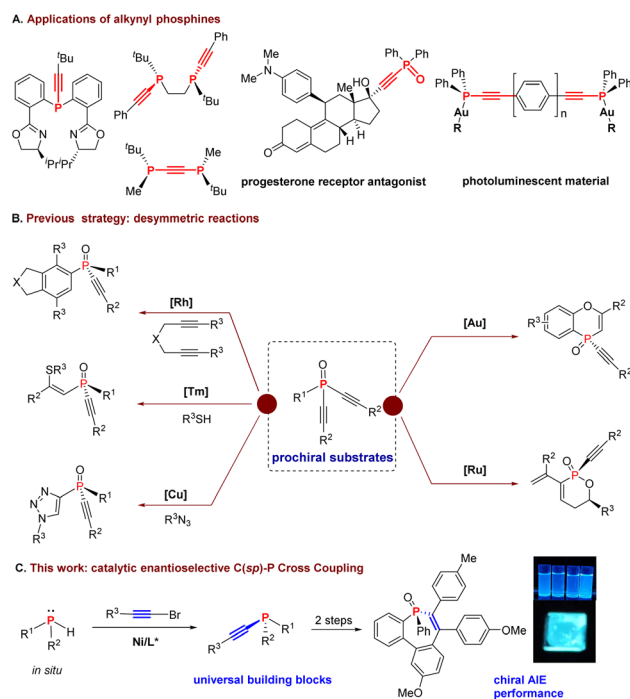 A. Applications of alkynyl phosphines
tBu
P
O
N
N
O
iPr
iPr
tBu
Ph
P
P
Ph
tBu
tBu
Me
P
P
Me
tBu
Me
N
Me
HO
Me
H
H
O
Ph
Ph
P
O
progesterone receptor antagonist
Ph
Ph
P
Au
R
n
Ph
Ph
P
Au
R
photoluminescent material
B. Previous strategy: desymmetric reactions
R3
O
P
R1
X
R3
R2
[Rh]
R3
X
R3
SR3
O
R2
P
R1
R2
[Tm]
R3SH
O
N
N
N
P
R1
R3
R2
[Cu]
R3N3
O
R1
P
R2
R2
prochiral substrates
[Au]
O
R2
R3
P
O
R2
[Ru]
R2
O
P
O
R2
R3
C. This work: catalytic enantioselective C(sp)-P Cross Coupling
R1
P
H
R2
in situ
R3
Br
Ni/L*
P
R1
R2
R3
universal building blocks
2 steps
Me
O
P
Ph
OMe
MeO
chiral AIE
performance